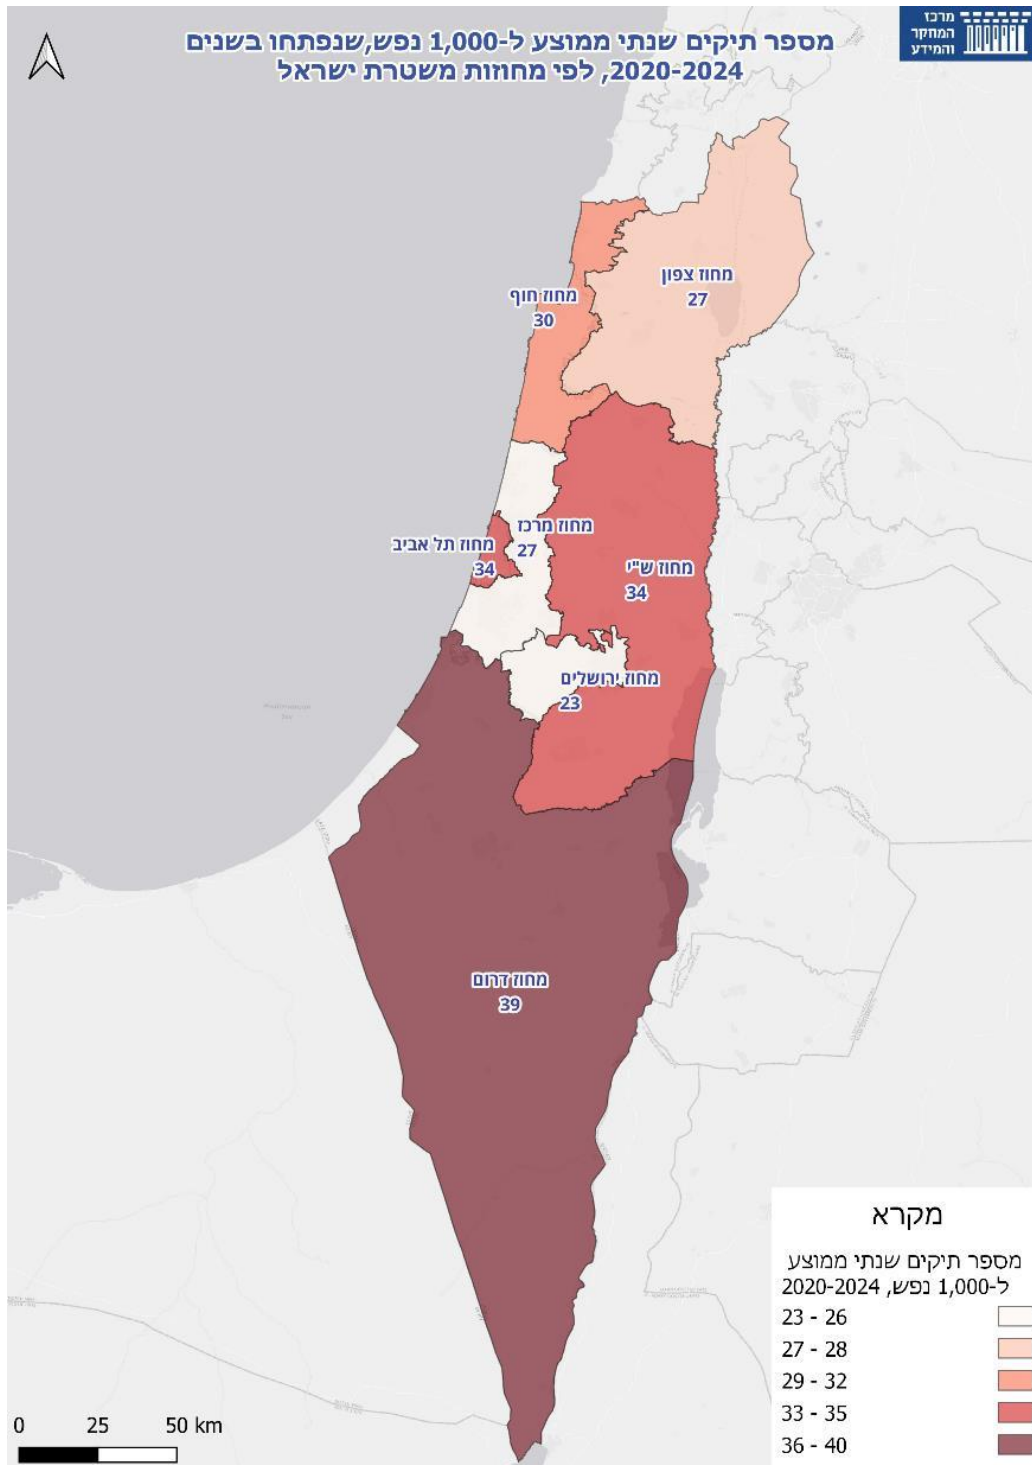 מרכז
המחקר
והמידע
מספר תיקים שנתי ממוצע ל-1,000 נפש,שנפתחו בשנים
2020-2024, לפי מחוזות משטרת ישראל
מחוז צפון
27
מחוז חוף
30
מחוז מרכז
27
מחוז תל אביב
34
מחוז ש"י
34
מחוז ירושלים
23
מחוז דרום
39
מקרא
מספר תיקים שנתי ממוצע
ל-1,000 נפש, 2020-2024
23 - 26
27 - 28
29 - 32
33 - 35
36 - 40
0 25 50 km